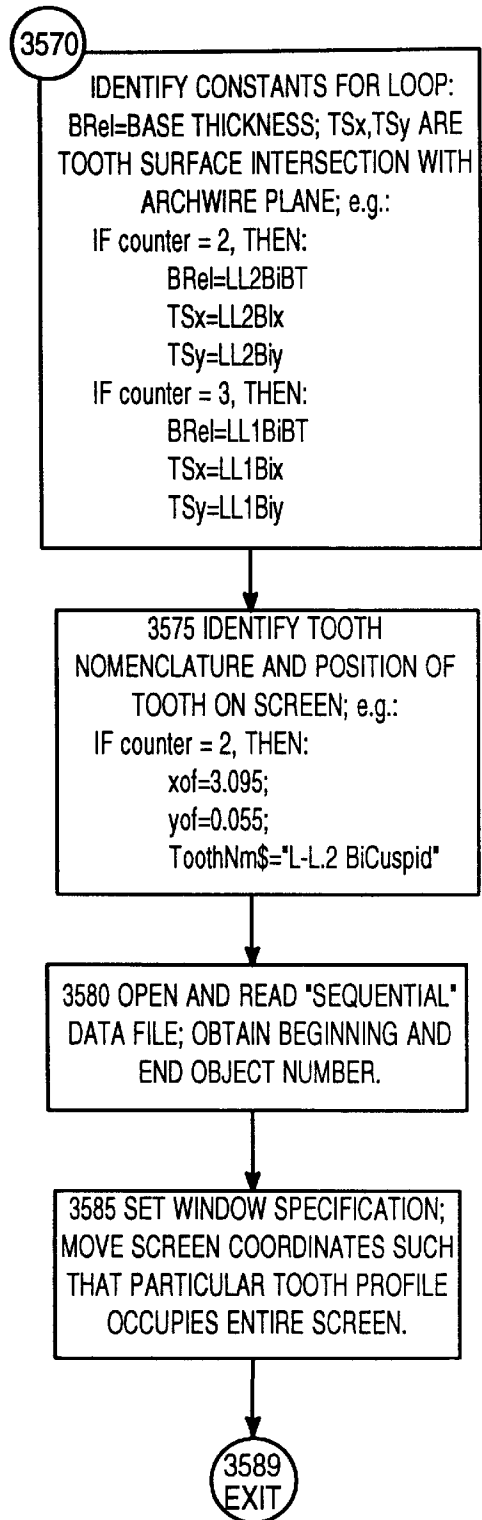 3570
IDENTIFY CONSTANTS FOR LOOP:
BRel=BASE THICKNESS; TSx,TSy ARE
TOOTH SURFACE INTERSECTION WITH
ARCHWIRE PLANE; e.g.:
IF counter = 2, THEN:
BRel=LL2BiBT
TSx=LL2BIx
TSy=LL2Biy
IF counter = 3, THEN:
BRel=LL1BiBT
TSx=LL1Bix
TSy=LL1Biy
3575 IDENTIFY TOOTH
NOMENCLATURE AND POSITION OF
TOOTH ON SCREEN; e.g.:
IF counter = 2, THEN:
xof=3.095;
yof=0.055;
ToothNm$="L-L.2 BiCuspid"
3580 OPEN AND READ "SEQUENTIAL"
DATA FILE; OBTAIN BEGINNING AND
END OBJECT NUMBER.
3585 SET WINDOW SPECIFICATION;
MOVE SCREEN COORDINATES SUCH
THAT PARTICULAR TOOTH PROFILE
OCCUPIES ENTIRE SCREEN.
3589
EXIT